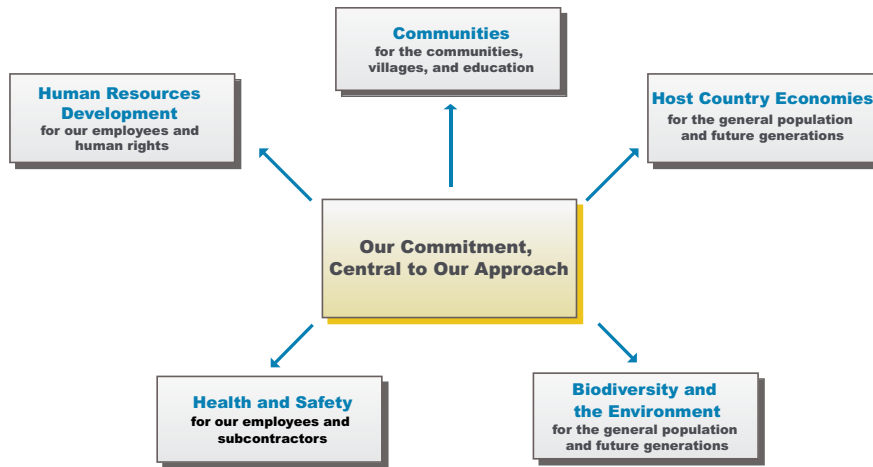 Communities
for the communities,
villages, and education
Human Resources
Development
for our employees and
human rights
Host Country Economies
for the general population
and future generations
Our Commitment,
Central to Our Approach
Health and Safety
for our employees and
subcontractors
Biodiversity and
the Environment
for the general population
and future generations